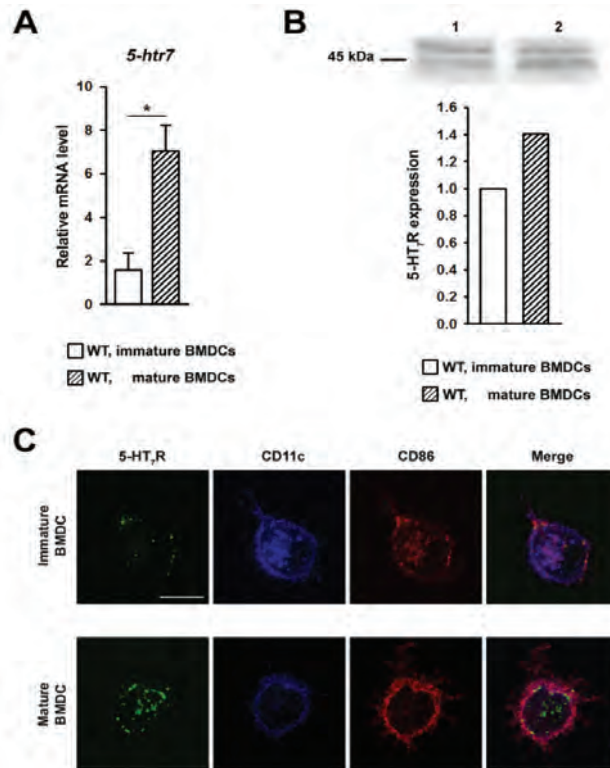 A
5-htr7
*
Relative mRNA level
10
8
6
4
2
0
WT, immature BMDCs
WT, mature BMDCs
B
1 2
45 kDa
5-HT₇R expression
1.6
1.4
1.2
1.0
0.8
0.6
0.4
0.2
0.0
WT, immature BMDCs
WT, mature BMDCs
C
5-HT₇R CD11c CD86 Merge
Immature
BMDC
Mature
BMDC